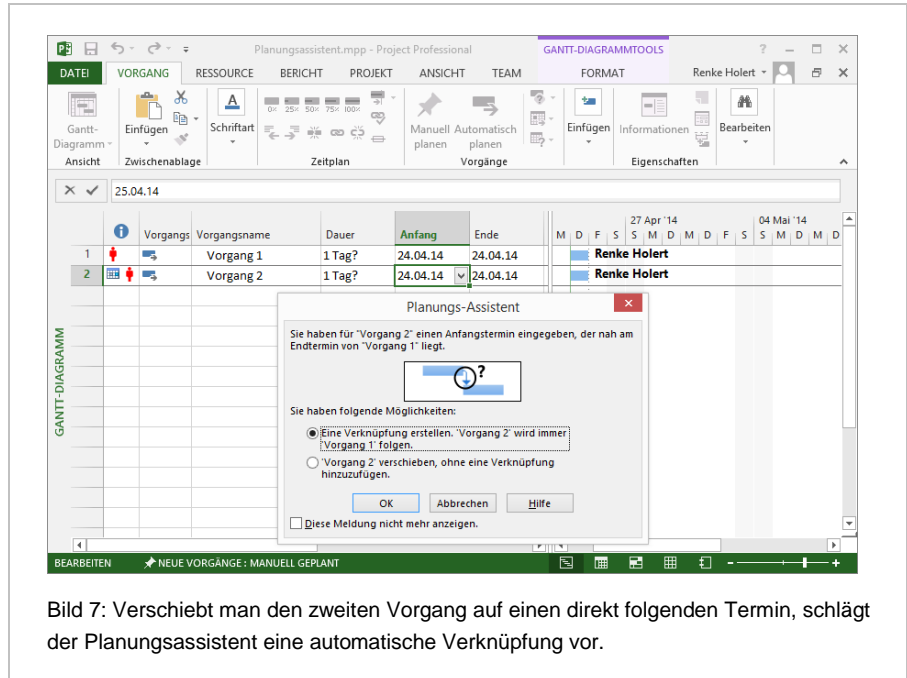 Planungsassistent.mpp - Project Professional
GANTT-DIAGRAMMTOOLS
?
DATEI VORGANG RESSOURCE BERICHT PROJEKT ANSICHT TEAM FORMAT Renke Holert
Gantt-Diagramm
Einfügen
Schriftart
0× 25× 50× 75× 100×
Manuell planen
Automatisch planen
Einfügen
Informationen
Bearbeiten
Ansicht Zwischenablage Zeitplan Vorgänge Eigenschaften
25.04.14
27 Apr '14 04 Mai '14
Vorgangs Vorgangsname Dauer Anfang Ende M D F S S M D M D F S S M D M D
1 Vorgang 1 1 Tag? 24.04.14 24.04.14 Renke Holert
2 Vorgang 2 1 Tag? 24.04.14 24.04.14 Renke Holert
GANTT-DIAGRAMM
Planungs-Assistent
Sie haben für "Vorgang 2" einen Anfangstermin eingegeben, der nah am
Endtermin von "Vorgang 1" liegt.
?
Sie haben folgende Möglichkeiten:
Eine Verknüpfung erstellen. 'Vorgang 2' wird immer
'Vorgang 1' folgen.
'Vorgang 2' verschieben, ohne eine Verknüpfung
hinzuzufügen.
OK Abbrechen Hilfe
Diese Meldung nicht mehr anzeigen.
BEARBEITEN NEUE VORGÄNGE : MANUELL GEPLANT
Bild 7: Verschiebt man den zweiten Vorgang auf einen direkt folgenden Termin, schlägt
der Planungsassistent eine automatische Verknüpfung vor.